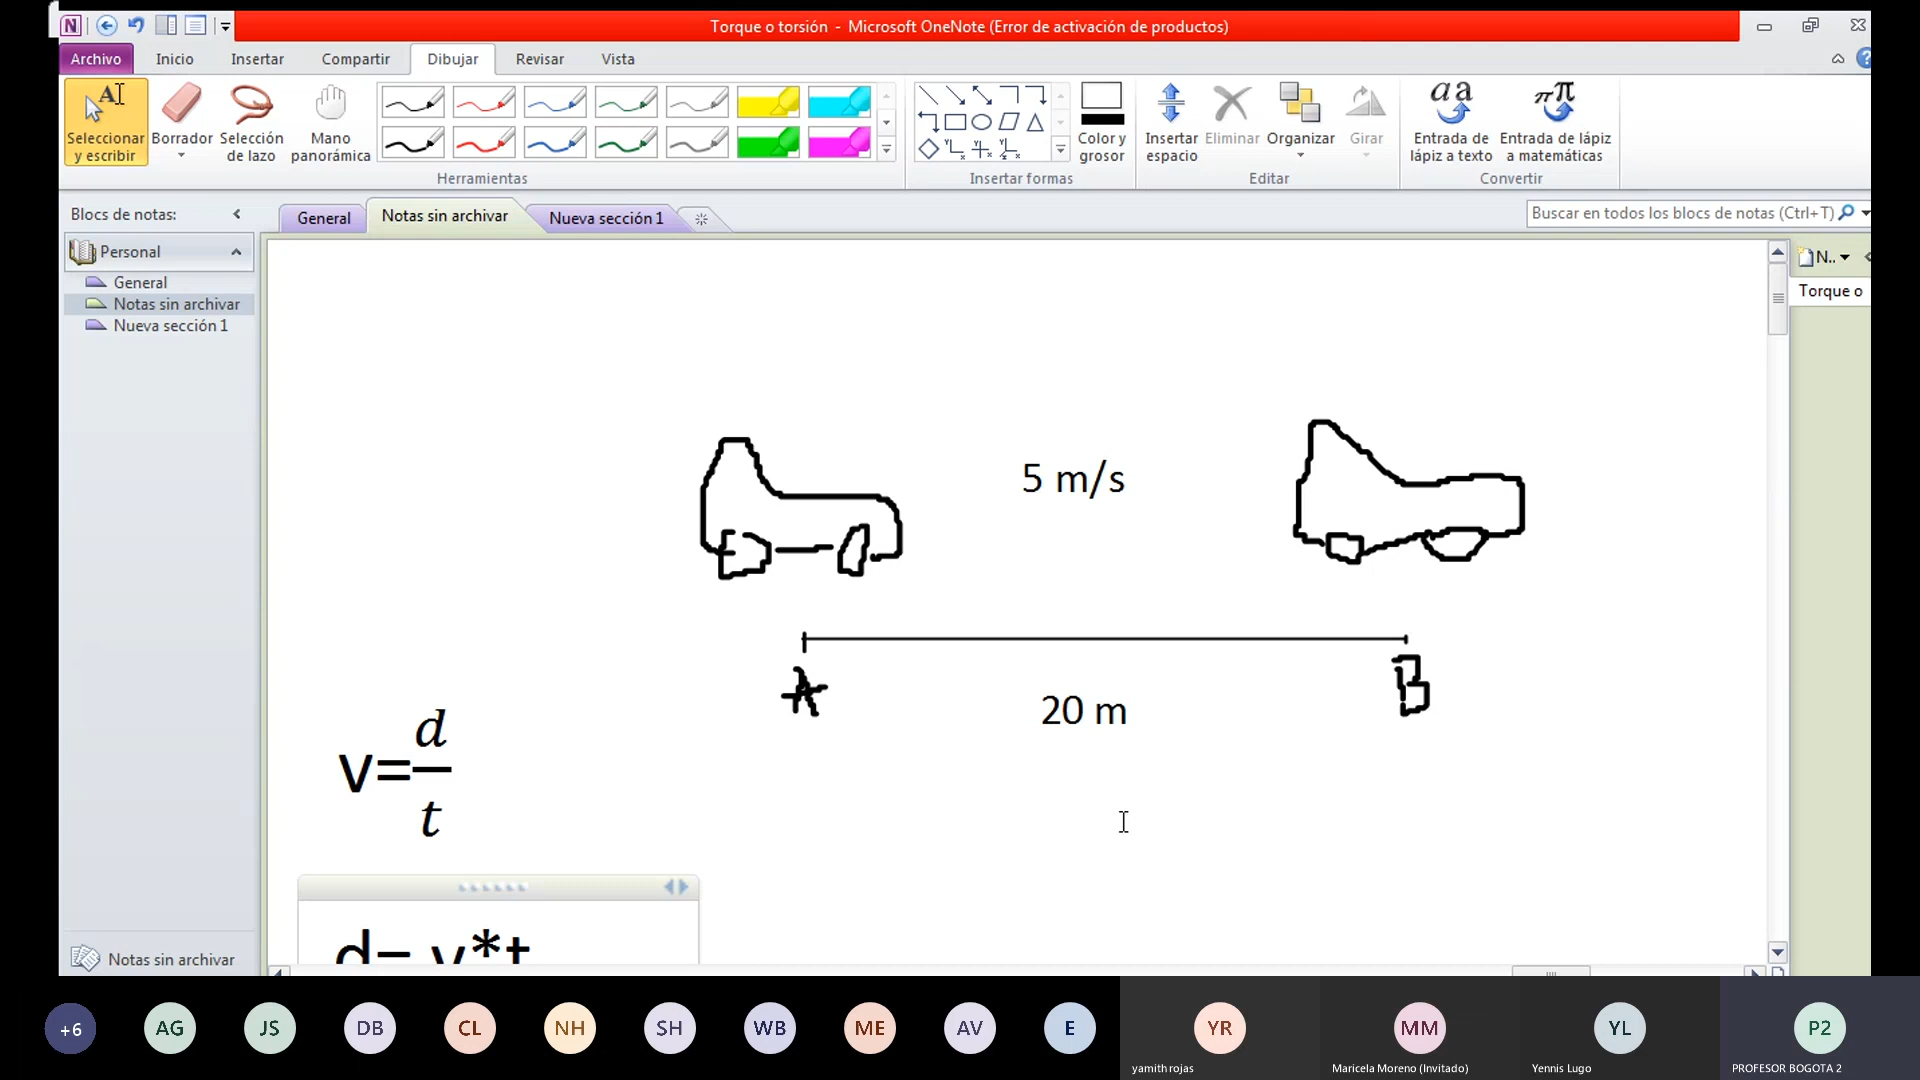 Torque o torsión - Microsoft OneNote (Error de activación de productos)
Archivo Inicio Insertar Compartir Dibujar Revisar Vista
Seleccionar y escribir
Borrador
Selección de lazo
Mano panorámica
Color y grosor
Insertar espacio
Eliminar
Organizar
Girar
Entrada de lápiz a texto
Entrada de lápiz a matemáticas
Herramientas
Insertar formas
Editar
Convertir
Blocs de notas:
General
Notas sin archivar
Nueva sección 1
Buscar en todos los blocs de notas (Ctrl+T)
Personal
General
Notas sin archivar
Nueva sección 1
N..
Torque o
5 m/s
A
B
20 m
v=d/t
d= v*t
Notas sin archivar
+6 AG JS DB CL NH SH WB ME AV E YR MM YL P2
yamith rojas
Maricela Moreno (Invitado)
Yennis Lugo
PROFESOR BOGOTA 2